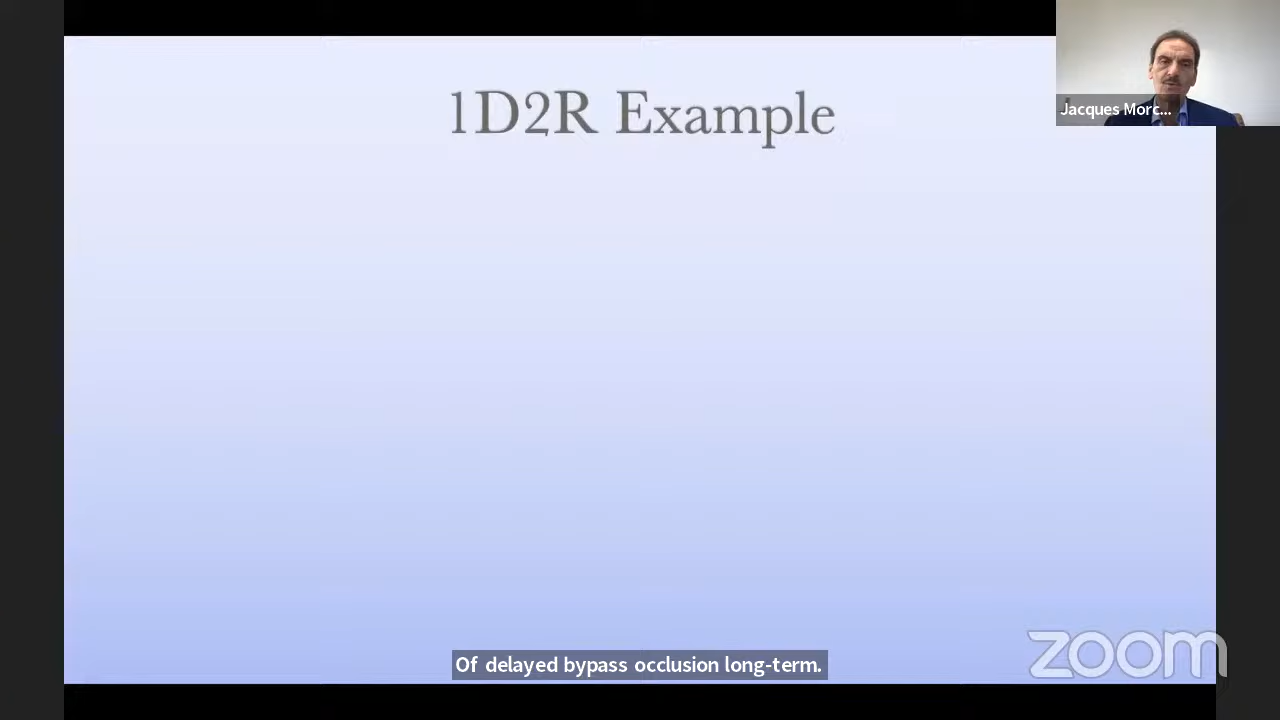 1D2R Example
Jacques Morc...
Of delayed bypass occlusion long-term.
zoom